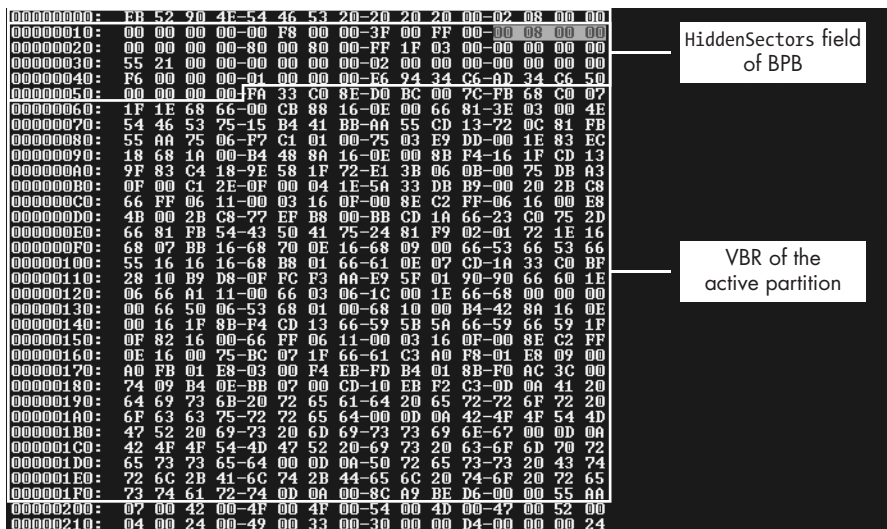 00000000: EB 52 90 4E-54 46 53 20-20 20 20 00-02 08 00 00
00000010: 00 00 00 00-00 F8 00 00-3F 00 FF 00-00 08 00 00
00000020: 00 00 00 00-80 00 80 00-FF 1F 03 00-00 00 00 00
00000030: 55 21 00 00-00 00 00 00-02 00 00 00-00 00 00 00
00000040: F6 00 00 00-01 00 00 00-E6 94 34 C6-AD 34 C6 50
00000050: 00 00 00 00-FA 33 C0 8E-D0 BC 00 7C-FB 68 C0 07
00000060: 1F 1E 68 66-00 CB 88 16-0E 00 66 81-3E 03 00 4E
00000070: 54 46 53 75-15 B4 41 BB-AA 55 CD 13-72 0C 81 FB
00000080: 55 AA 75 06-F7 C1 01 00-75 03 E9 DD-00 1E 83 EC
00000090: 18 68 1A 00-B4 48 8A 16-0E 00 8B F4-16 1F CD 13
000000A0: 9F 83 C4 18-9E 58 1F 72-E1 3B 06 0B-00 75 DB A3
000000B0: 0F 00 C1 2E-0F 00 04 1E-5A 33 DB B9-00 20 2B C8
000000C0: 66 FF 06 11-00 03 16 0F-00 8E C2 FF-06 16 00 E8
000000D0: 4B 00 2B C8-77 EF B8 00-BB CD 1A 66-23 C0 75 2D
000000E0: 66 81 FB 54-43 50 41 75-24 81 F9 02-01 72 1E 16
000000F0: 68 07 BB 16-68 70 0E 16-68 09 00 66-53 66 53 66
00000100: 55 16 16 16-68 B8 01 66-61 0E 07 CD-1A 33 C0 BF
00000110: 28 10 B9 D8-0F FC F3 AA-E9 5F 01 90-90 66 60 1E
00000120: 06 66 A1 11-00 66 03 06-1C 00 1E 66-68 00 00 00
00000130: 00 66 50 06-53 68 01 00-68 10 00 B4-42 8A 16 0E
00000140: 00 16 1F 8B-F4 CD 13 66-59 5B 5A 66-59 66 59 1F
00000150: 0F 82 16 00-66 FF 06 11-00 03 16 0F-00 8E C2 FF
00000160: 0E 16 00 75-BC 07 1F 66-61 C3 A0 F8-01 E8 09 00
00000170: A0 FB 01 E8-03 00 F4 EB-FD B4 01 8B-F0 AC 3C 00
00000180: 74 09 B4 0E-BB 07 00 CD-10 EB F2 C3-0D 0A 41 20
00000190: 64 69 73 6B-20 72 65 61-64 20 65 72-72 6F 72 20
000001A0: 6F 63 63 75-72 72 65 64-00 0D 0A 42-4F 4F 54 4D
000001B0: 47 52 20 69-73 20 6D 69-73 73 69 6E-67 00 0D 0A
000001C0: 42 4F 4F 54-4D 47 52 20-69 73 20 63-6F 6D 70 72
000001D0: 65 73 73 65-64 00 0D 0A-50 72 65 73-73 20 43 74
000001E0: 72 6C 2B 41-6C 74 2B 44-65 6C 20 74-6F 20 72 65
000001F0: 73 74 61 72-74 0D 0A 00-8C A9 BE D6-00 00 55 AA
00000200: 07 00 42 00-4F 00 4F 00-54 00 4D 00-47 00 52 00
00000210: 04 00 24 00-49 00 33 00-30 00 00 D4-00 00 00 24
HiddenSectors field
of BPB
VBR of the
active partition